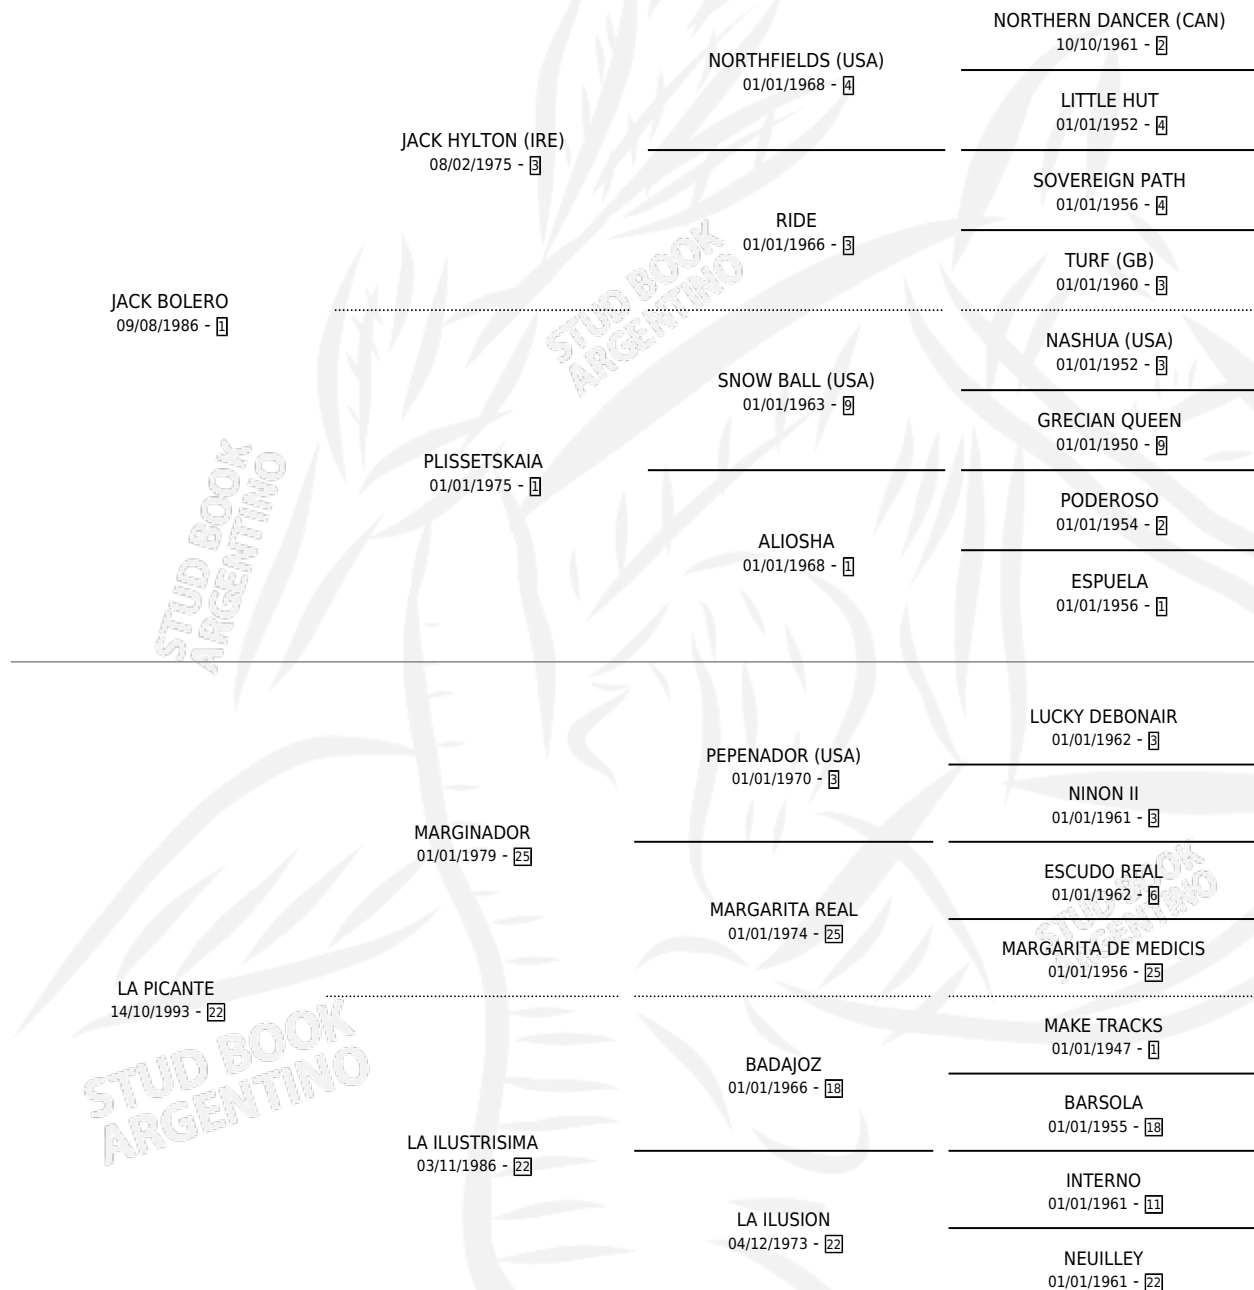 NORTHERN DANCER (CAN)
10/10/1961 - 2
NORTHFIELDS (USA)
01/01/1968 - 4
LITTLE HUT
01/01/1952 - 4
JACK HYLTON (IRE)
08/02/1975 - 3
SOVEREIGN PATH
01/01/1956 - 4
RIDE
01/01/1966 - 3
TURF (GB)
01/01/1960 - 3
JACK BOLERO
09/08/1986 - 1
NASHUA (USA)
01/01/1952 - 3
SNOW BALL (USA)
01/01/1963 - 9
GRECIAN QUEEN
01/01/1950 - 9
PLISSETSKAIA
01/01/1975 - 1
PODEROSO
01/01/1954 - 2
ALIOSHA
01/01/1968 - 1
ESPUELA
01/01/1956 - 1
LUCKY DEBONAIR
01/01/1962 - 3
PEPENADOR (USA)
01/01/1970 - 3
NINON II
01/01/1961 - 3
MARGINADOR
01/01/1979 - 25
ESCUDO REAL
01/01/1962 - 6
MARGARITA REAL
01/01/1974 - 25
MARGARITA DE MEDICIS
01/01/1956 - 25
LA PICANTE
14/10/1993 - 22
MAKE TRACKS
01/01/1947 - 1
BADAJOZ
01/01/1966 - 18
BARSOLA
01/01/1955 - 18
LA ILUSTRISIMA
03/11/1986 - 22
INTERNO
01/01/1961 - 11
LA ILUSION
04/12/1973 - 22
NEUILLEY
01/01/1961 - 22
STUD BOOK
ARGENTINO
STUD BOOK
ARGENTINO
STUD BOOK
ARGENTINO
STUD BOOK
ARGENTINO